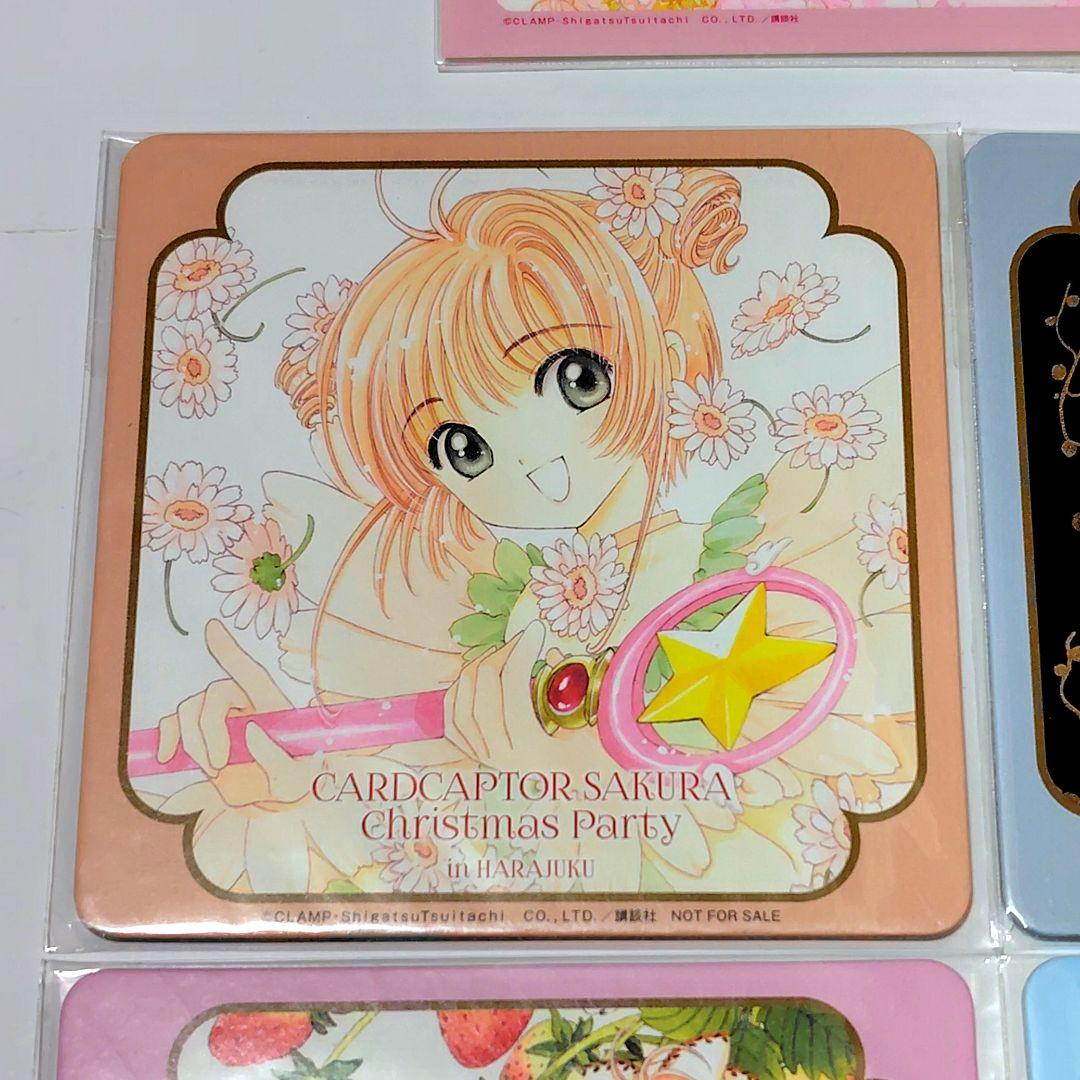 ©CLAMP・ShigatsuTsuitachi CO.,LTD.／講談社
CARDCAPTOR SAKURA
Christmas Party
in HARAJUKU
©CLAMP・ShigatsuTsuitachi CO.,LTD.／講談社 NOT FOR SALE